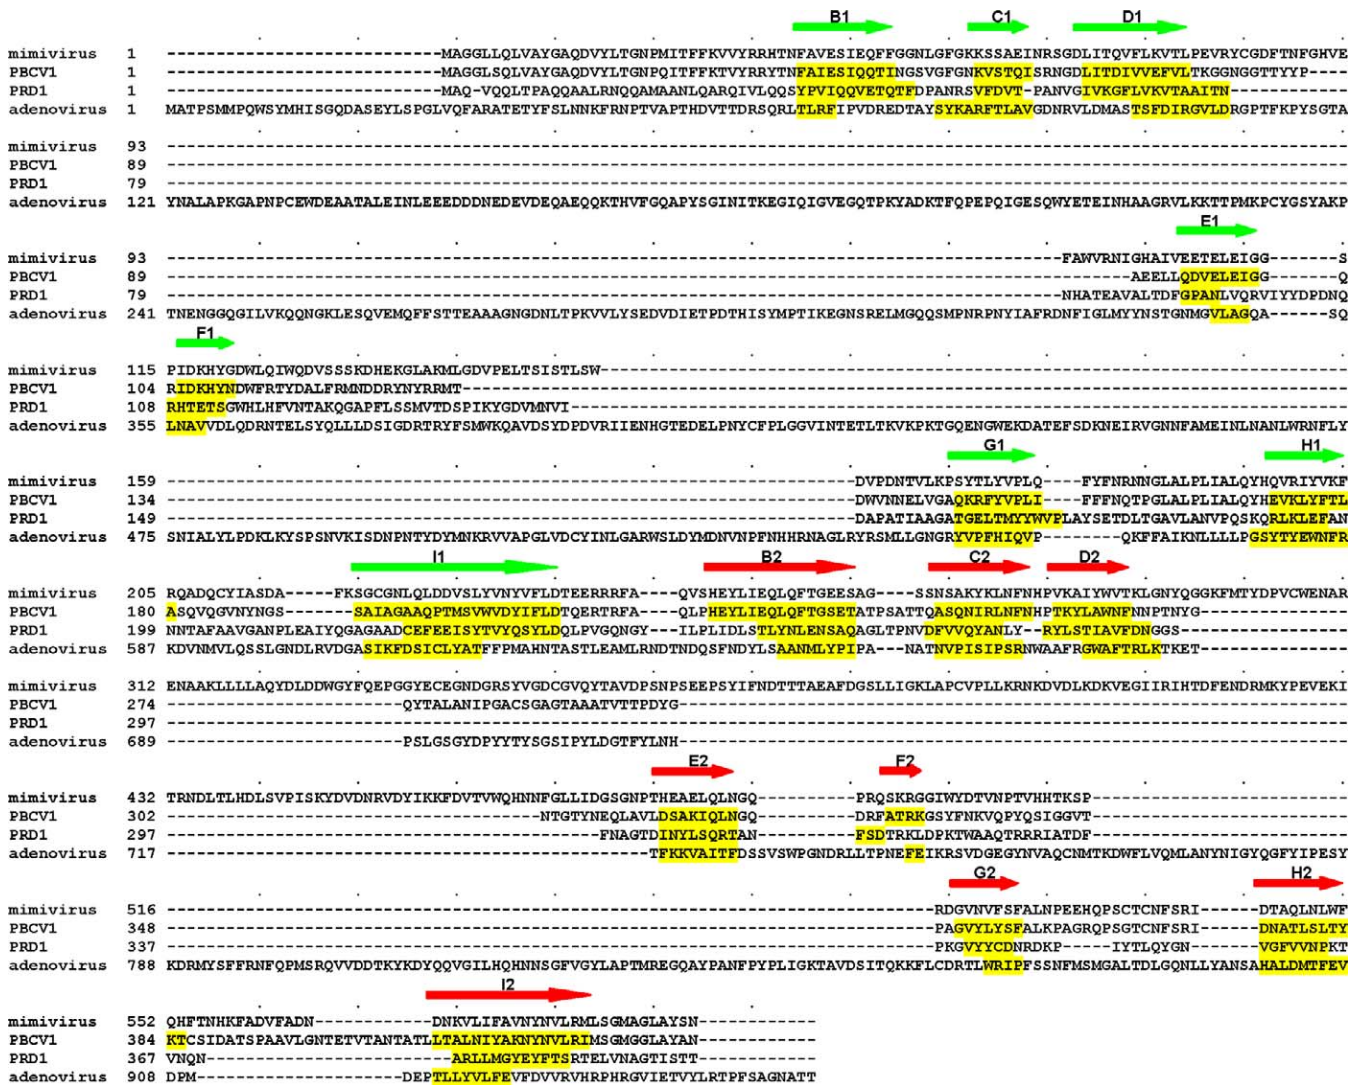 B1 C1 D1
mimivirus 1 ----------------------------MAGGLLQLVAYGAQDVYLTGNPMITFFKVVYRRHTNFAVESIEQFFGGNLGFGKKSSAEINRSGDLITQVFLKVTLPEVRYCGDFTNFGHVE
PBCV1 1 ----------------------------MAGGLSQLVAYGAQDVYLTGNPQITFFKTVYRRYTNFAIESIQQTINGSVGFGNKVSTQISRNGDLITDIVVEFVLTKGGNGGTTYYP----
PRD1 1 ----------------------------MAQ-VQQLTPAQQAALRNQQAMAANLQARQIVLQQSYPVIQQVETQTFDPANRSVFDVT-PANVGIVKGFLVKVTAAITN------------
adenovirus 1 MATPSMMPQWSYMHISGQDASEYLSPGLVQFARATETYFSLNNKFRNPTVAPTHDVTTDRSQRLTLRFIPVDREDTAYSYKARFTLAVGDNRVLDMASTSFDIRGVLDRGPTFKPYSGTA
mimivirus 93 ------------------------------------------------------------------------------------------------------------------------
PBCV1 89 ------------------------------------------------------------------------------------------------------------------------
PRD1 79 ------------------------------------------------------------------------------------------------------------------------
adenovirus 121 YNALAPKGAPNPCEWDEAATALEINLEEEDDDNEDEVDEQAEQQKTHVFGQAPYSGINITKEGIQIGVEGQTPKYADKTFQPEPQIGESQWYETEINHAAGRVLKKTTPMKPCYGSYAKP
E1
mimivirus 93 -------------------------------------------------------------------------------------------FAWVRNIGHAIVEETELEIGG-------S
PBCV1 89 --------------------------------------------------------------------------------------------------AEELLQDVELEIGG-------Q
PRD1 79 -------------------------------------------------------------------------------------------NHATEAVALTDFGPANLVQRVIYYDPDNQ
adenovirus 241 TNENGGQGILVKQQNGKLESQVEMQFFSTTEAAAGNGDNLTPKVVLYSEDVDIETPDTHISYMPTIKEGNSRELMGQQSMPNRPNYIAFRDNFIGLMYYNSTGNMGVLAGQA-----SQ
F1
mimivirus 115 PIDKHYGDWLQIWQDVSSSKDHEKGLAKMLGDVPELTSISTLSW----------------------------------------------------------------------------
PBCV1 104 RIDKHYNDWFRTYDALFRMNDDRYNYRRMT------------------------------------------------------------------------------------------
PRD1 108 RHTETSGWHLHFVNTAKQGAPFLSSMVTDSPIKYGDVMNVI-------------------------------------------------------------------------------
adenovirus 355 LNAVVDLQDRNTELSYQLLLDSIGDRTRYFSMWKQAVDSYDPDVRIIENHGTEDELPNYCFPLGGVINTETLTKVKPKTGQENGWEKDATEFSDKNEIRVGNNFAMEINLNANLWRNFLY
G1 H1
mimivirus 159 ----------------------------------------------------------------------DVPDNTVLKPSYTLYVPLQ----FYFNRNNGLALPLIALQYHQVRIYVKF
PBCV1 134 ----------------------------------------------------------------------DWVNNELVGAQKRFYVPLI----FFFNQTPGLALPLIALQYHEVKLYFTL
PRD1 149 ----------------------------------------------------------------------DAPATIAAGATGELTMYYWVPLAYSETDLTGAVLANVPQSKQRLKLEFAN
adenovirus 475 SNIALYLPDKLKYSPSNVKISDNPNTYDYMNKRVVAPGLVDCYINLGARWSLDYMDNVNPFNHHRNAGLRYRSMLLGNGRYVPFHIQVP--------QKFFAIKNLLLLPGSYTYEWNFR
I1 B2 C2 D2
mimivirus 205 RQADQCYIASDA----FKSGCGNLQLDDVSLYVNYVFLDTEERRRFA---QVSHEYLIEQLQFTGEESAG---SSNSAKYKLNFNHPVKAIYWVTKLGNYQGGKFMTYDPVCWENAR
PBCV1 180 ASQVQGVNYNGS-------SAIAGAAQPTMSVWVDYIFLDTQERTRFA---QLPHEYLIEQLQFTGSETATPSATTQASQNIRLNFNHPTKYLAWNFNNPTNYG-------------
PRD1 199 NNTAFAAVGANPLEAIYQGAGAADCEFEEISYTVYQSYLDQLPVGQNGY---ILPLIDLSTLYNLENSAQAGLTPNVDFVVQYANLY--RYLSTIAVFDNGGS-----------------
adenovirus 587 KDVNMVLQSSLGNDLRVDGASIKFDSICLYATFFPMAHNTASTLEAMLRNDTNDQSFNDYLSAANMLYPIPA---NATNVPISIPSRNWAAFRGWAFTRLKTKET---------------
mimivirus 312 ENAAKLLLLAQYDLDDWGYFQEPGGYECEGNDGRSYVGDCGVQYTAVDPSNPSEEPSYIFNDTTTAEAFDGSLLIGKLAPCVPLLKRNKDVDLKDKVEGIIRIHTDFENDRMKYPEVEKI
PBCV1 274 ------------------------QYTALANIPGACSGAGTAAATVTTPDYG--------------------------------------------------------------------
PRD1 297 ------------------------------------------------------------------------------------------------------------------------
adenovirus 689 ------------------------PSLGSGYDPYYTYSGSIPYLDGTFYLNH--------------------------------------------------------------------
E2 F2
mimivirus 432 TRNDLTLHDLSVPISKYDVDNRVDYIKKFDVTVWQHNNNFGLLIDGSGNPTHEAELQLNGQ----------PRQSKRGGIWYDTVNPTVHHTKSP--------------------------
PBCV1 302 --------------------------------------NTGTYNEQLAVLDSAKIQLNGQ----------DRFATRKGSYFNKVQPYQSIGGVT--------------------------
PRD1 297 --------------------------------------------FNAGTDINYLSQRTAN----------FSDTRKLDPKTWAAQTRRRIATDF--------------------------
adenovirus 717 -------------------------------------------------TFKKVAITFDSSVSWPGNDRLLTPNEFEIKRSVDGEGYNVAQCNMTKDWFLVQMLANYNIGYQGFYIPESY
G2 H2
mimivirus 516 ------------------------------------------------------------------------------RDGVNVFSFALNPEEHQPSCTCNFSRI-----DTAQLNLWF
PBCV1 348 ------------------------------------------------------------------------------PAGVYLYSFALKPAGRQPSGTCNFSRI-----DNATLSLTY
PRD1 337 ------------------------------------------------------------------------------PKGVYYCDNRDKP-----IYTLQYGN------VGFVVNPKT
adenovirus 788 KDRMYSFFRNFQPMSRQVVDDTKYKDYQQVGILHQHNNSGFVGYLAPTMREGQAYPANFPYPLIGKTAVDSITQKKFLCDRTLWRIPFSSNFMSMGALTDLGQNLLYANSAHALDMTFEV
I2
mimivirus 552 QHFTNHKFADVFADN------------DNKVLIFAVNYNVLRMLSGMAGLAYSN------------
PBCV1 384 KTCSIDATSPAAVLGNTETVTANTATLLTALNIYAKNYNVLRIMSGMGGLAYAN------------
PRD1 367 VNQN-------------------------ARLLMGYEYFTSRTELVNAGTISTT------------
adenovirus 908 DPM---------------------DEPTLLYVLFEVFDVVRVHRPHRGVIETVYLRTPFSAGNATT